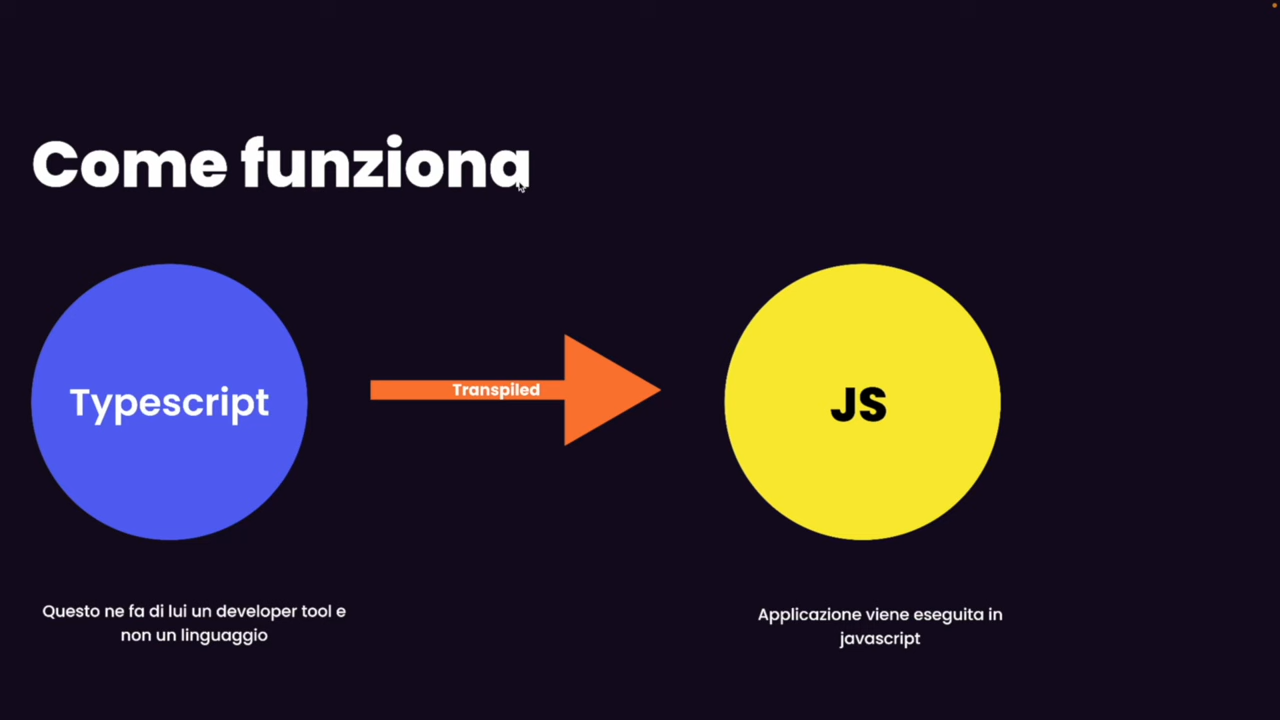 Come funziona
Typescript
Transpiled
JS
Questo ne fa di lui un developer tool e
non un linguaggio
Applicazione viene eseguita in
javascript